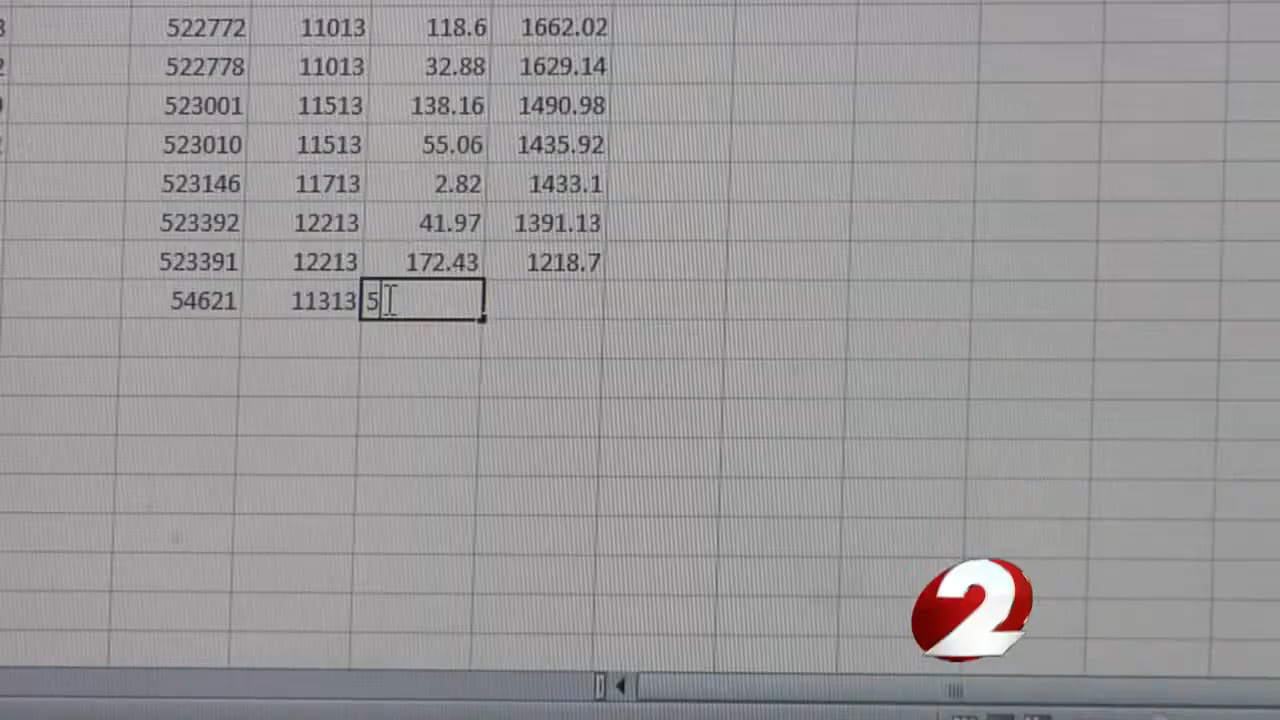 522772 11013 118.6 1662.02
522778 11013 32.88 1629.14
523001 11513 138.16 1490.98
523010 11513 55.06 1435.92
523146 11713 2.82 1433.1
523392 12213 41.97 1391.13
523391 12213 172.43 1218.7
54621 11313 5
2